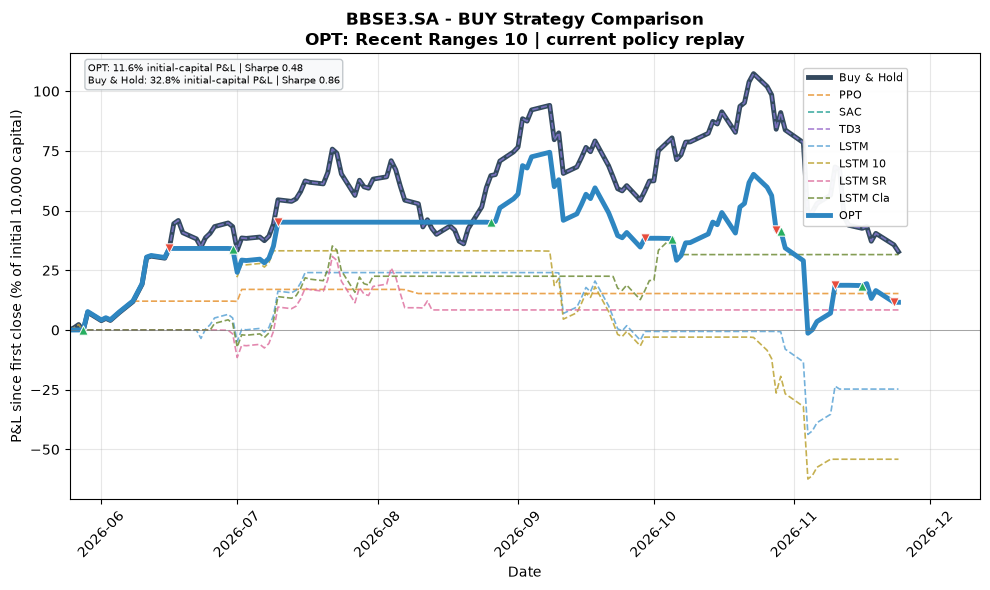 BBSE3.SA - BUY Strategy Comparison
OPT: Recent Ranges 10 | current policy replay
OPT: 11.6% initial-capital P&L | Sharpe 0.48
Buy & Hold: 32.8% initial-capital P&L | Sharpe 0.86
Buy & Hold
PPO
SAC
TD3
LSTM
LSTM 10
LSTM SR
LSTM Cla
OPT
P&L since first close (% of initial 10,000 capital)
100
75
50
25
0
−25
−50
2026-06
2026-07
2026-08
2026-09
2026-10
2026-11
2026-12
Date